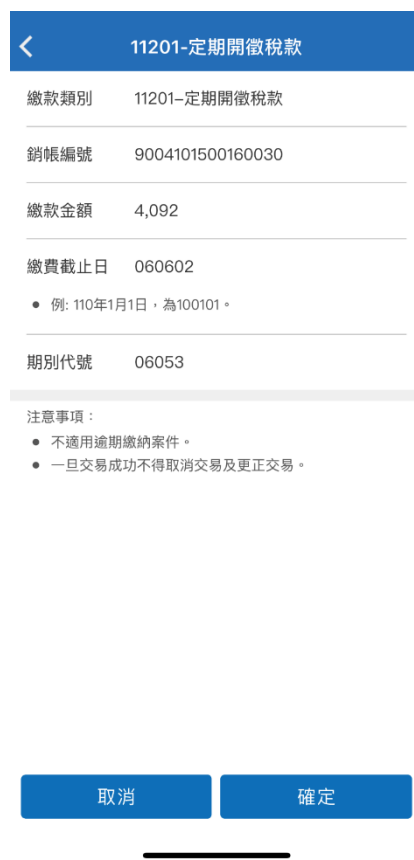 11201-定期開徵稅款
繳款類別 11201–定期開徵稅款
銷帳編號 9004101500160030
繳款金額 4,092
繳費截止日 060602
● 例: 110年1月1日，為100101。
期別代號 06053
注意事項：
● 不適用逾期繳納案件。
● 一旦交易成功不得取消交易及更正交易。
取消 確定